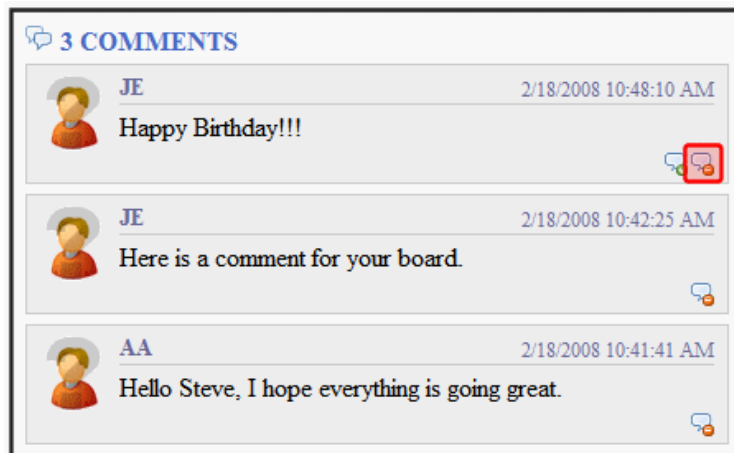 3 COMMENTS
JE 2/18/2008 10:48:10 AM
Happy Birthday!!!
JE 2/18/2008 10:42:25 AM
Here is a comment for your board.
AA 2/18/2008 10:41:41 AM
Hello Steve, I hope everything is going great.